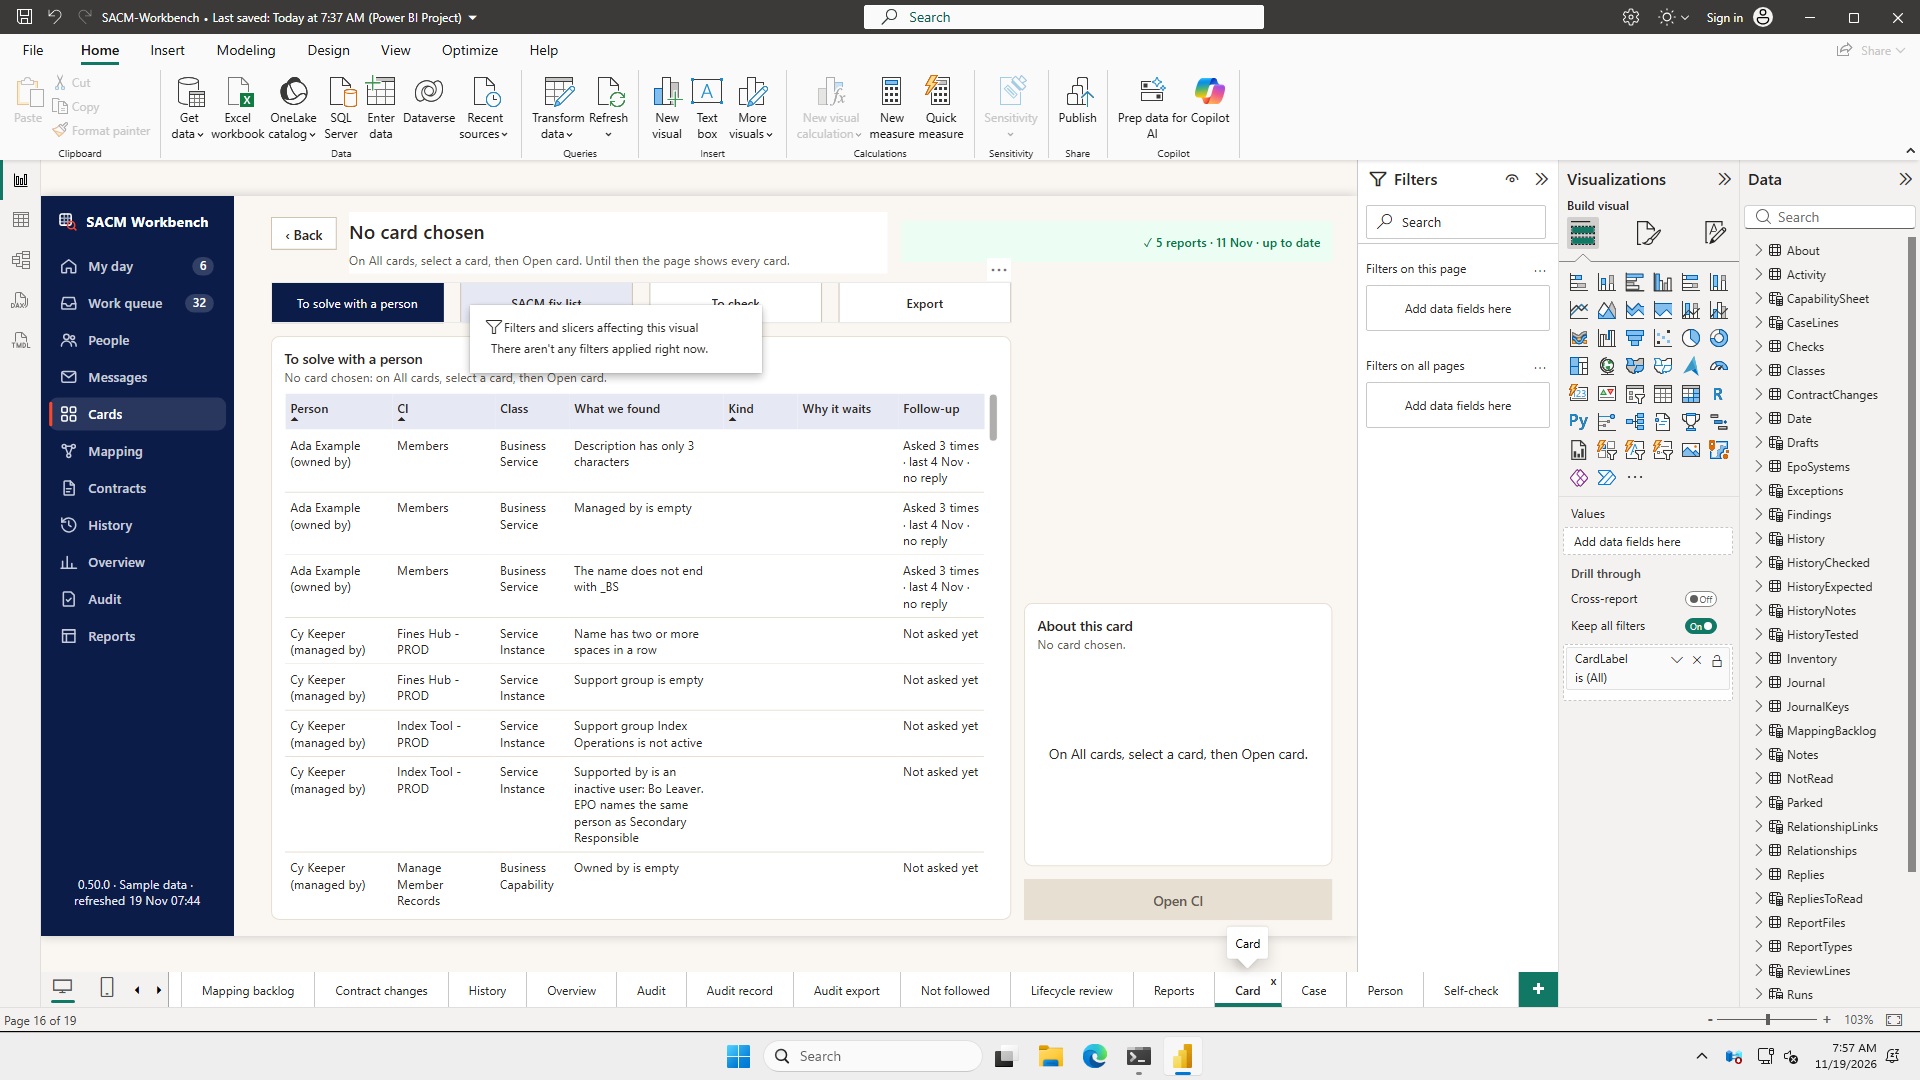 SACM-Workbench • Last saved: Today at 7:37 AM (Power BI Project)
Search
Sign in
File
Home
Insert
Modeling
Design
View
Optimize
Help
Share
Paste
Cut
Copy
Format painter
Clipboard
Get data
Excel workbook
OneLake catalog
SQL Server
Enter data
Dataverse
Recent sources
Data
Transform data
Refresh
Queries
New visual
Text box
More visuals
Insert
New visual calculation
New measure
Quick measure
Calculations
Sensitivity
Sensitivity
Publish
Share
Prep data for AI
Copilot
Copilot
SACM Workbench
My day 6
Work queue 32
People
Messages
Cards
Mapping
Contracts
History
Overview
Audit
Reports
0.50.0 · Sample data ·
refreshed 19 Nov 07:44
‹ Back
No card chosen
On All cards, select a card, then Open card. Until then the page shows every card.
✓ 5 reports · 11 Nov · up to date
To solve with a person
SACM fix list
To check
Export
Filters and slicers affecting this visual
There aren't any filters applied right now.
To solve with a person
No card chosen: on All cards, select a card, then Open card.
Person CI Class What we found Kind Why it waits Follow-up
Ada Example (owned by) Members Business Service Description has only 3 characters Asked 3 times · last 4 Nov · no reply
Ada Example (owned by) Members Business Service Managed by is empty Asked 3 times · last 4 Nov · no reply
Ada Example (owned by) Members Business Service The name does not end with _BS Asked 3 times · last 4 Nov · no reply
Cy Keeper (managed by) Fines Hub - PROD Service Instance Name has two or more spaces in a row Not asked yet
Cy Keeper (managed by) Fines Hub - PROD Service Instance Support group is empty Not asked yet
Cy Keeper (managed by) Index Tool - PROD Service Instance Support group Index Operations is not active Not asked yet
Cy Keeper (managed by) Index Tool - PROD Service Instance Supported by is an inactive user: Bo Leaver. EPO names the same person as Secondary Responsible Not asked yet
Cy Keeper (managed by) Manage Member Records Business Capability Owned by is empty Not asked yet
About this card
No card chosen.
On All cards, select a card, then Open card.
Open CI
Card
Filters
Search
Filters on this page
Add data fields here
Filters on all pages
Add data fields here
Visualizations
Build visual
R
Py
Values
Add data fields here
Drill through
Cross-report Off
Keep all filters On
CardLabel
is (All)
Data
Search
About
Activity
CapabilitySheet
CaseLines
Checks
Classes
ContractChanges
Date
Drafts
EpoSystems
Exceptions
Findings
History
HistoryChecked
HistoryExpected
HistoryNotes
HistoryTested
Inventory
Journal
JournalKeys
MappingBacklog
Notes
NotRead
Parked
RelationshipLinks
Relationships
Replies
RepliesToRead
ReportFiles
ReportTypes
ReviewLines
Runs
Mapping backlog
Contract changes
History
Overview
Audit
Audit record
Audit export
Not followed
Lifecycle review
Reports
Card x
Case
Person
Self-check
+
Page 16 of 19
- + 103%
Search
7:57 AM
11/19/2026